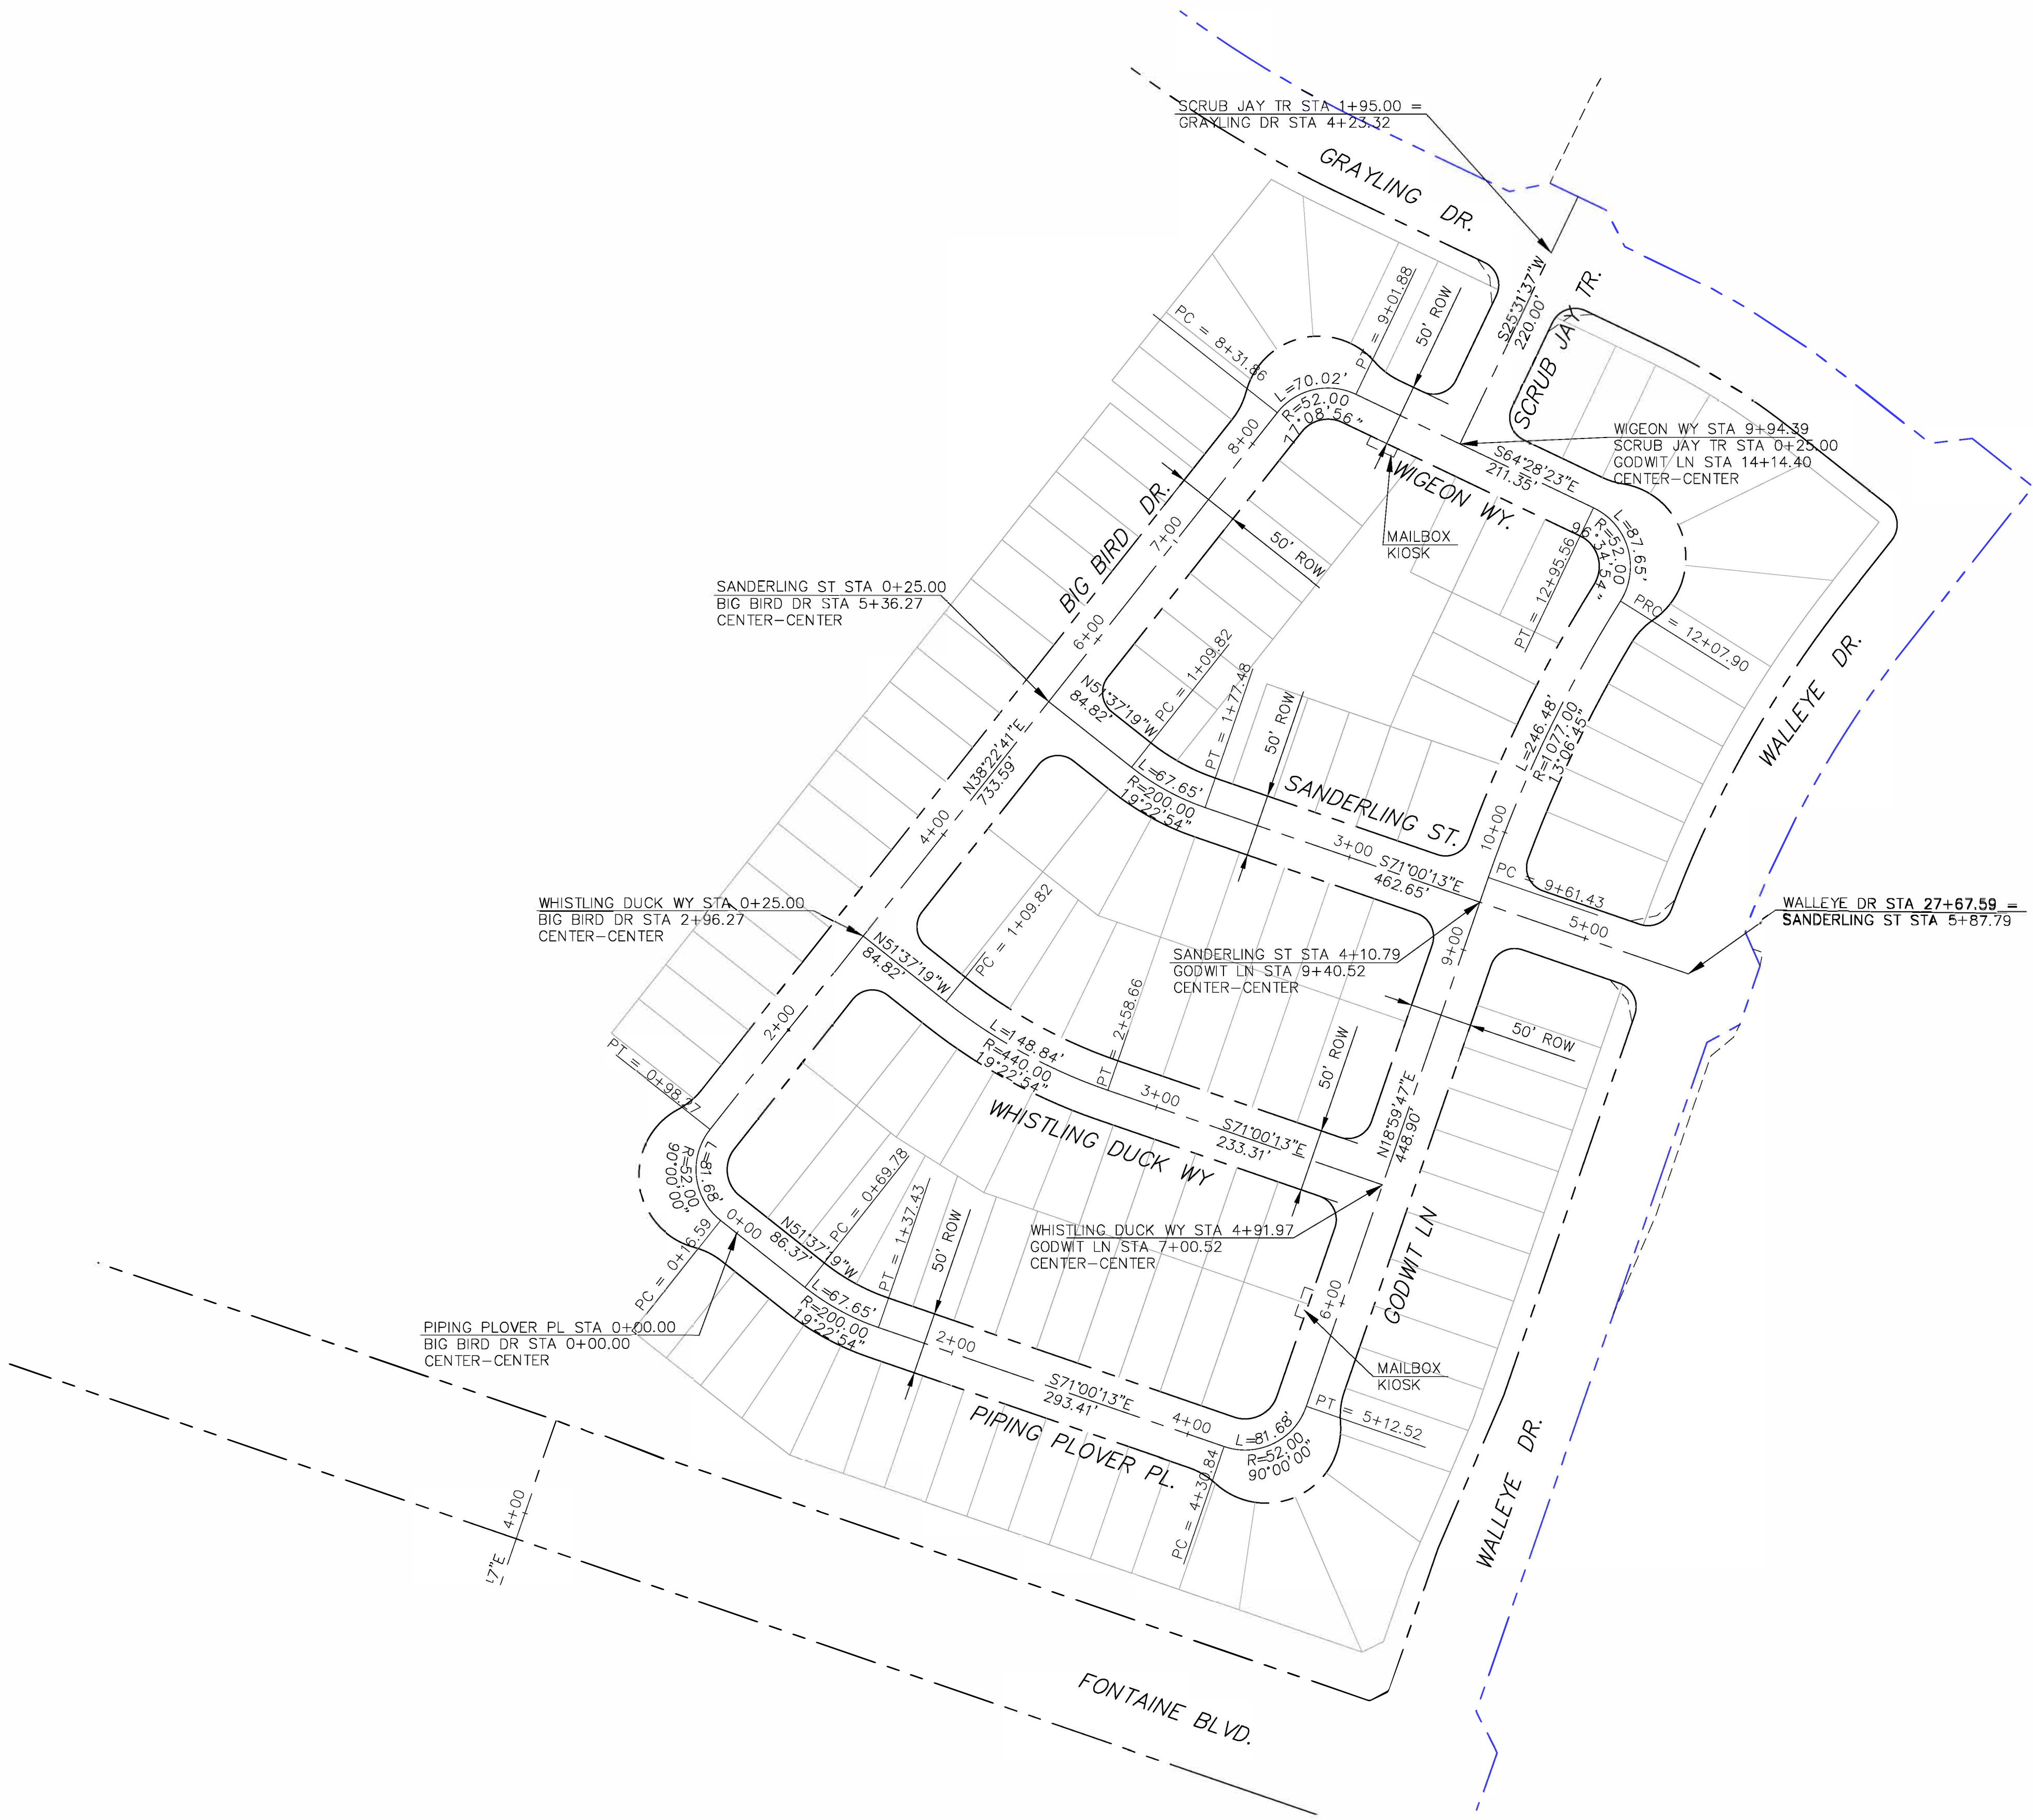 SCRUB JAY TR STA 1+95.00 =
GRAYLING DR STA 4+23.32
GRAYLING DR.
S25°31'37"W
220.00'
SCRUB JAY TR.
PC = 8+31.86
PT = 9+01.88
50' ROW
L=70.02'
R=52.00
77°08'56"
8+00
WIGEON WY STA 9+94.39
SCRUB JAY TR STA 0+25.00
GODWIT LN STA 14+14.40
CENTER-CENTER
S64°28'23"E
211.35'
WIGEON WY.
MAILBOX
KIOSK
L=87.65'
R=52.00
96°34'54"
PT = 12+95.56
PRC = 12+07.90
BIG BIRD DR.
7+00
50' ROW
6+00
SANDERLING ST STA 0+25.00
BIG BIRD DR STA 5+36.27
CENTER-CENTER
WALLEYE DR.
N51°37'19"W
84.82'
PC = 1+09.82
PT = 1+77.48
50' ROW
L=67.65'
R=200.00
19°22'54"
SANDERLING ST.
L=246.48'
R=1077.00
13°06'45"
N38°22'41"E
733.59'
4+00
3+00
S71°00'13"E
462.65'
10+00
PC = 9+61.43
5+00
WALLEYE DR STA 27+67.59 =
SANDERLING ST STA 5+87.79
WHISTLING DUCK WY STA 0+25.00
BIG BIRD DR STA 2+96.27
CENTER-CENTER
N51°37'19"W
84.82'
PC = 1+09.82
SANDERLING ST STA 4+10.79
GODWIT LN STA 9+40.52
CENTER-CENTER
9+00
50' ROW
2+00
L=148.84'
R=440.00
19°22'54"
PT = 2+58.66
3+00
50' ROW
PT = 0+98.27
WHISTLING DUCK WY
S71°00'13"E
233.31'
N18°59'47"E
448.90'
L=81.68'
R=52.00
90°00'00"
0+00
PC = 0+16.59
N51°37'19"W
86.37'
PC = 0+69.78
PT = 1+37.43
50' ROW
WHISTLING DUCK WY STA 4+91.97
GODWIT LN STA 7+00.52
CENTER-CENTER
GODWIT LN
6+00
PIPING PLOVER PL STA 0+00.00
BIG BIRD DR STA 0+00.00
CENTER-CENTER
L=67.65'
R=200.00
19°22'54"
2+00
S71°00'13"E
293.41'
4+00
MAILBOX
KIOSK
PT = 5+12.52
L=81.68'
R=52.00
90°00'00"
PIPING PLOVER PL.
PC = 4+30.84
WALLEYE DR.
4+00
7"E
FONTAINE BLVD.